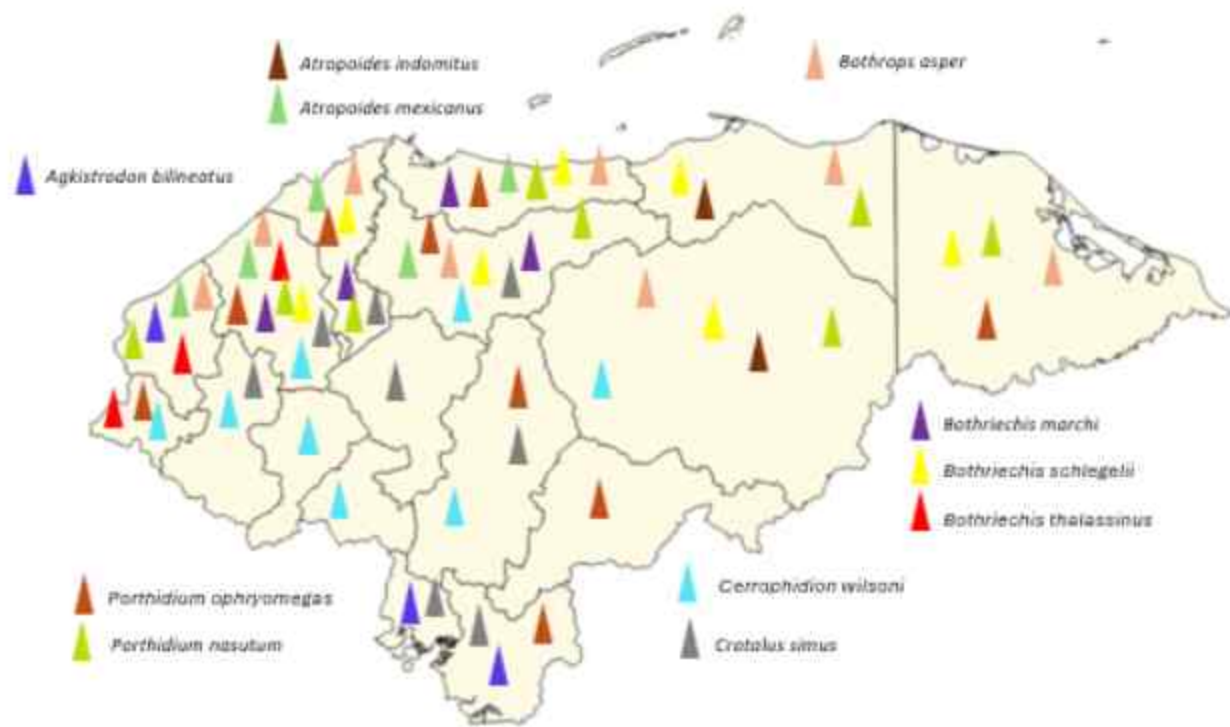 Atropoides indomitus
Bothrops asper
Atropoides mexicanus
Agkistrodon bilineatus
Bothriechis marchi
Bothriechis schlegelii
Bothriechis thalassinus
Porthidium ophryomegas
Cerrophidion wilsoni
Porthidium nasutum
Crotalus simus